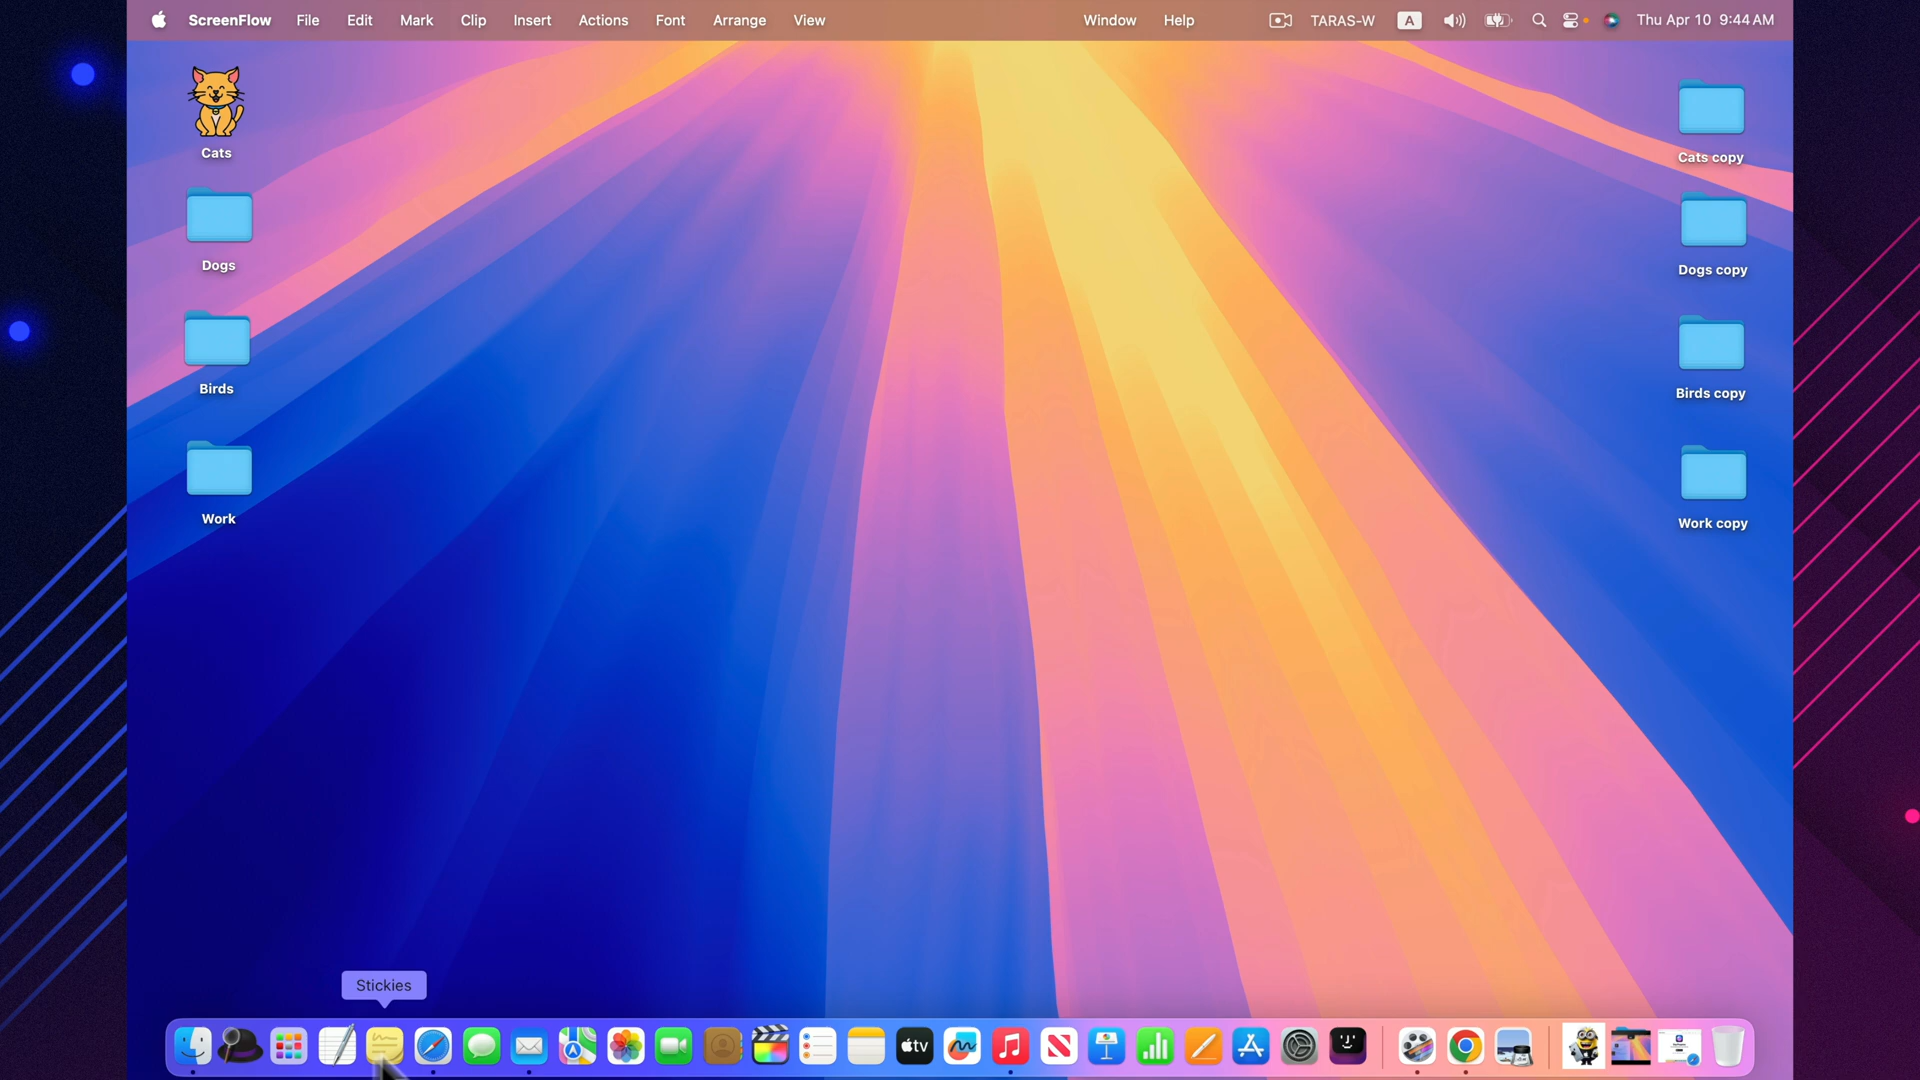 ScreenFlow File Edit Mark Clip Insert Actions Font Arrange View Window Help TARAS-W A Thu Apr 10 9:44 AM
Cats
Cats copy
Dogs
Dogs copy
Birds
Birds copy
Work
Work copy
Stickies
tv